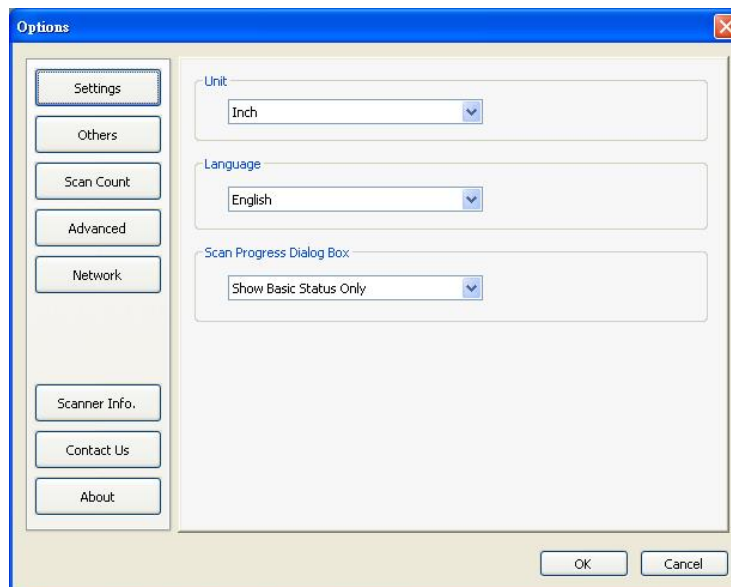 Options
Settings
Others
Scan Count
Advanced
Network
Scanner Info.
Contact Us
About
Unit
Inch
Language
English
Scan Progress Dialog Box
Show Basic Status Only
OK
Cancel